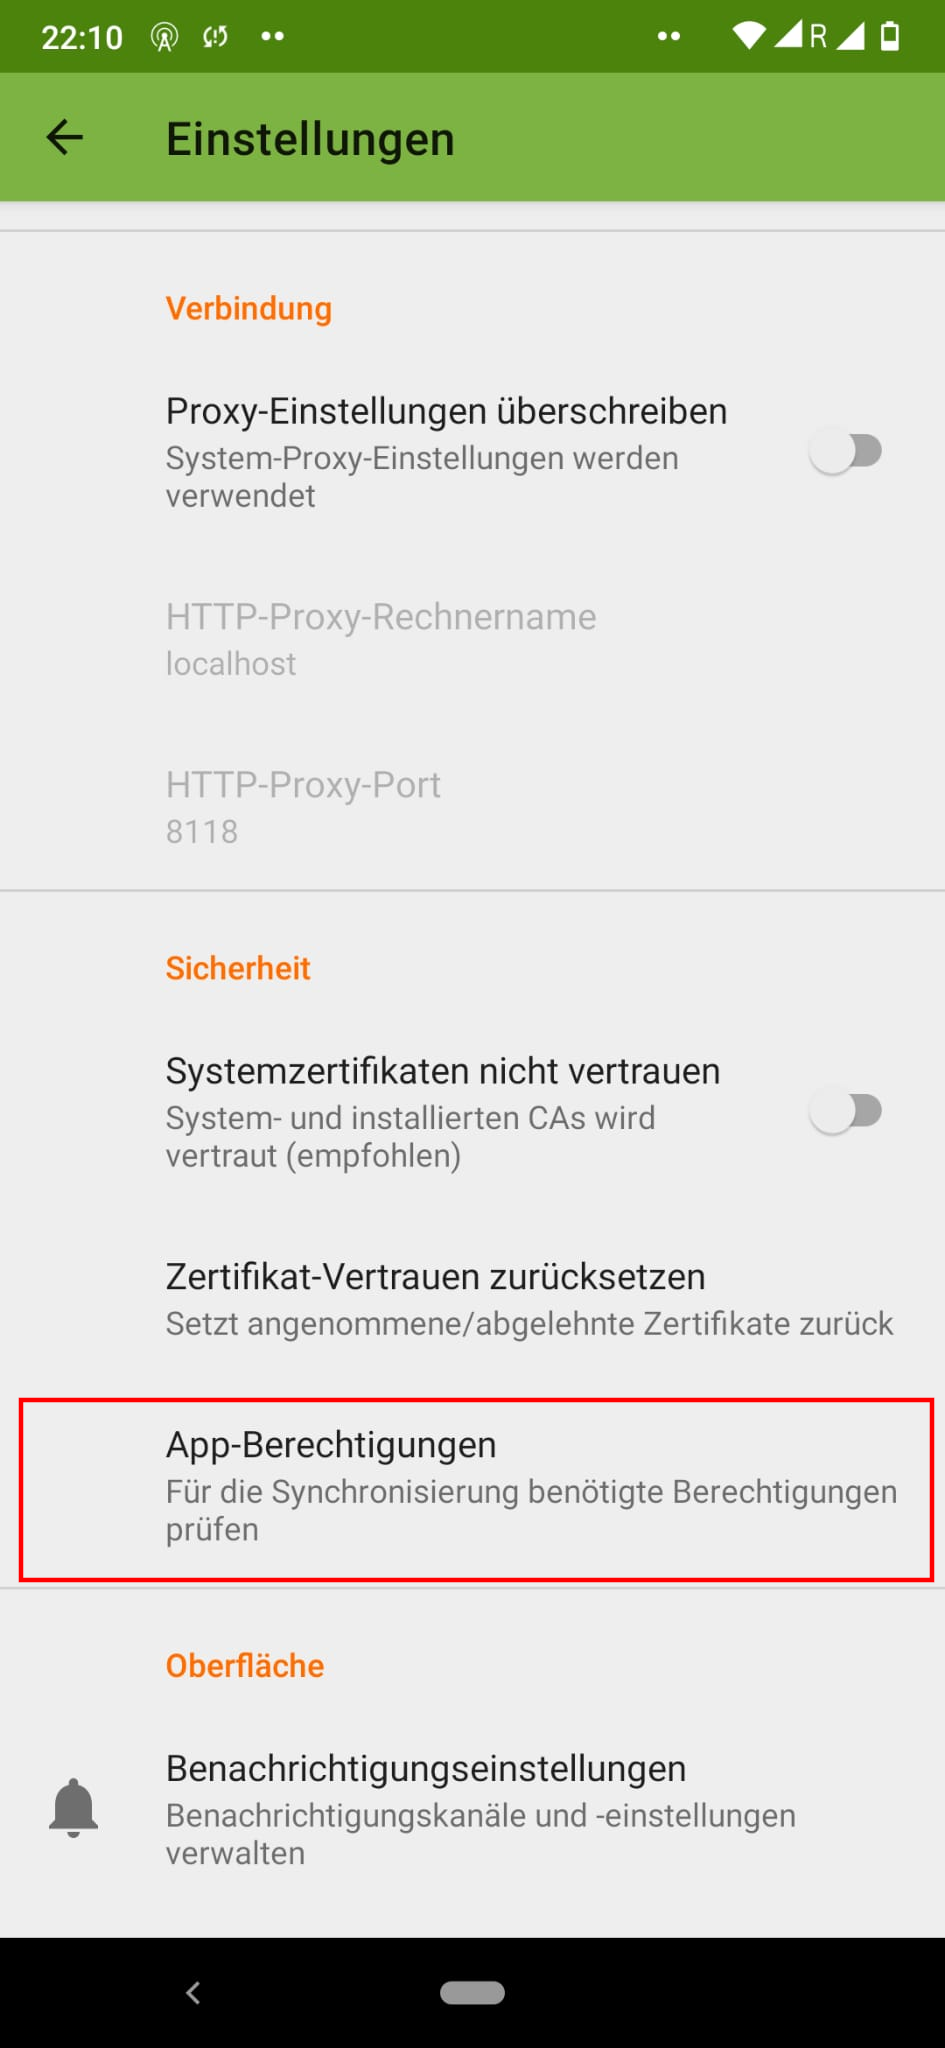 22:10
R
Einstellungen
Verbindung
Proxy-Einstellungen überschreiben
System-Proxy-Einstellungen werden
verwendet
HTTP-Proxy-Rechnername
localhost
HTTP-Proxy-Port
8118
Sicherheit
Systemzertifikaten nicht vertrauen
System- und installierten CAs wird
vertraut (empfohlen)
Zertifikat-Vertrauen zurücksetzen
Setzt angenommene/abgelehnte Zertifikate zurück
App-Berechtigungen
Für die Synchronisierung benötigte Berechtigungen
prüfen
Oberfläche
Benachrichtigungseinstellungen
Benachrichtigungskanäle und -einstellungen
verwalten